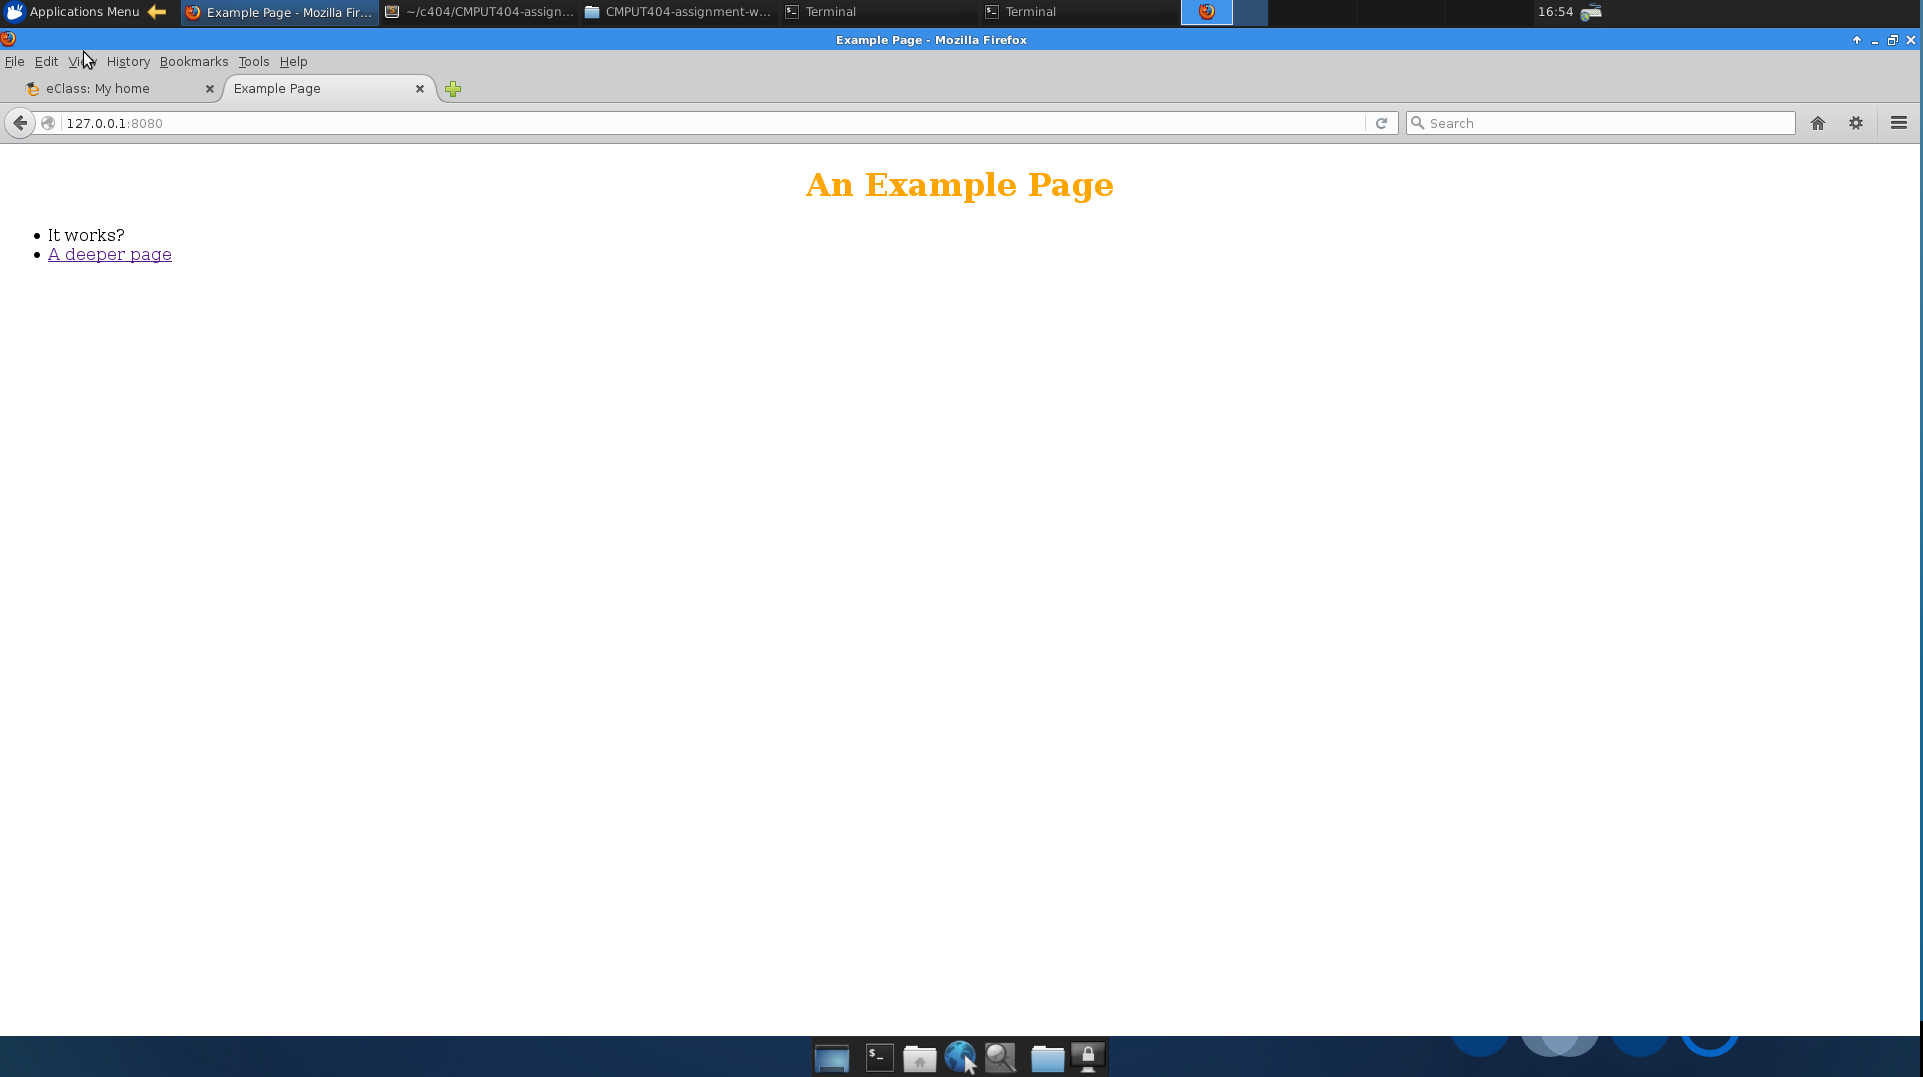 Applications Menu
Example Page - Mozilla Fir...
~/c404/CMPUT404-assign...
CMPUT404-assignment-w...
Terminal
Terminal
16:54
Example Page - Mozilla Firefox
File Edit View History Bookmarks Tools Help
eClass: My home
Example Page
127.0.0.1:8080
Search
An Example Page
It works?
A deeper page